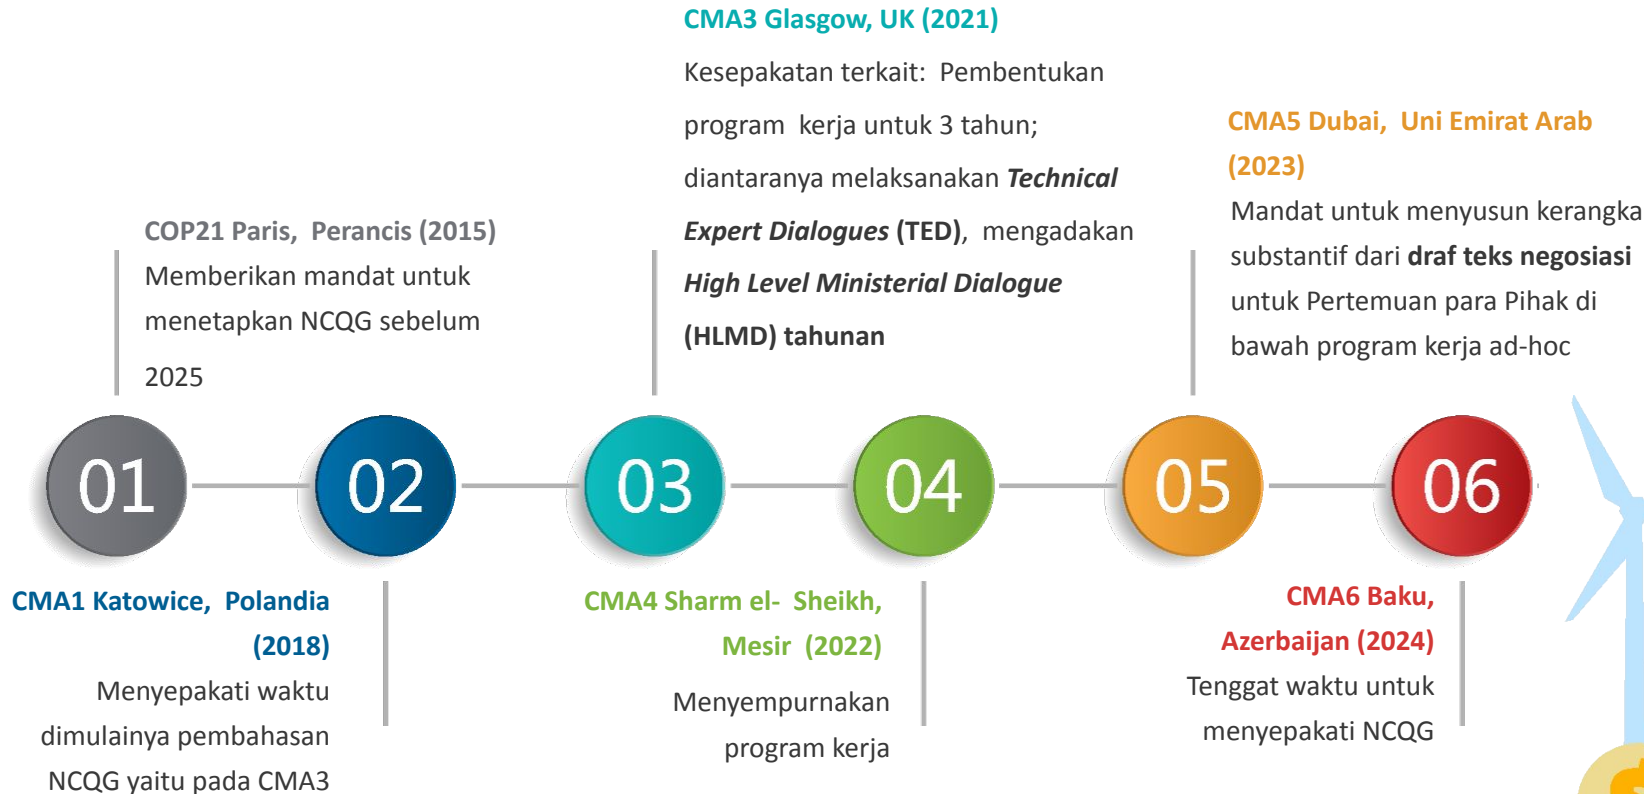 COP21 Paris, Perancis (2015)
Memberikan mandat untuk
menetapkan NCQG sebelum
2025
CMA3 Glasgow, UK (2021)
Kesepakatan terkait: Pembentukan
program kerja untuk 3 tahun;
diantaranya melaksanakan Technical
Expert Dialogues (TED), mengadakan
High Level Ministerial Dialogue
(HLMD) tahunan
CMA5 Dubai, Uni Emirat Arab
(2023)
Mandat untuk menyusun kerangka
substantif dari draf teks negosiasi
untuk Pertemuan para Pihak di
bawah program kerja ad-hoc
01
02
03
04
05
06
CMA1 Katowice, Polandia
(2018)
Menyepakati waktu
dimulainya pembahasan
NCQG yaitu pada CMA3
CMA4 Sharm el- Sheikh,
Mesir (2022)
Menyempurnakan
program kerja
CMA6 Baku,
Azerbaijan (2024)
Tenggat waktu untuk
menyepakati NCQG